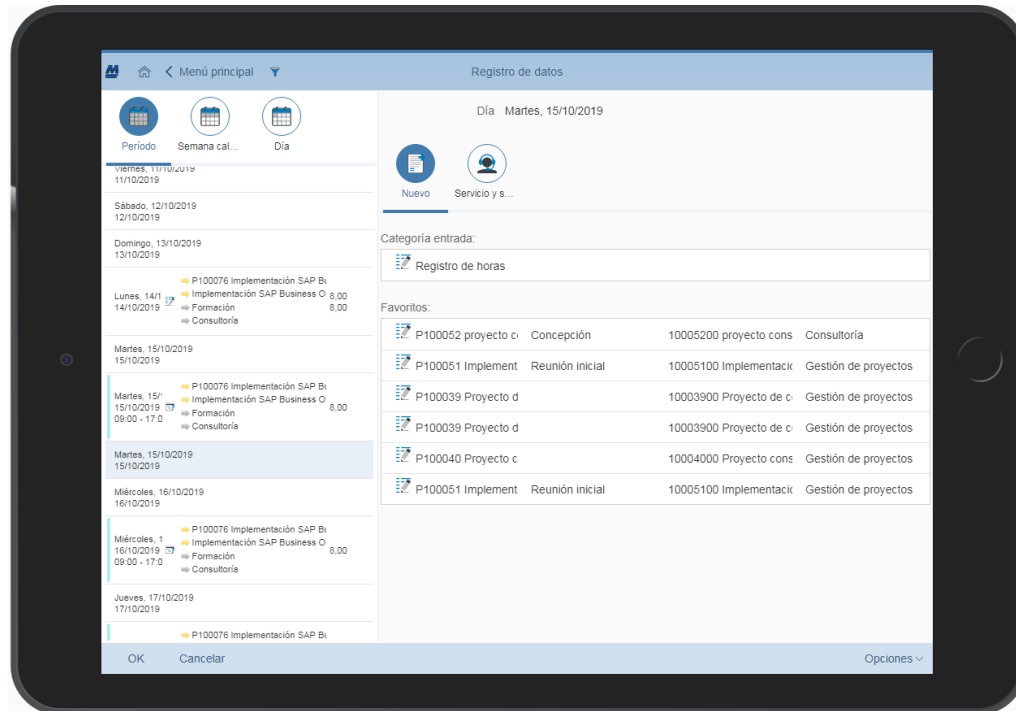 Menú principal
Registro de datos
Período
Semana cal...
Día
Viernes, 11/10/2019
11/10/2019
Sábado, 12/10/2019
12/10/2019
Domingo, 13/10/2019
13/10/2019
Lunes, 14/1
14/10/2019
P100076 Implementación SAP Bu
Implementación SAP Business O 8,00
Formación 8,00
Consultoría
Martes, 15/10/2019
15/10/2019
Martes, 15/
15/10/2019
09:00 - 17:0
P100076 Implementación SAP Bu
Implementación SAP Business O 8,00
Formación
Consultoría
Martes, 15/10/2019
15/10/2019
Miércoles, 16/10/2019
16/10/2019
Miércoles, 1
16/10/2019
09:00 - 17:0
P100076 Implementación SAP Bu
Implementación SAP Business O 8,00
Formación
Consultoría
Jueves, 17/10/2019
17/10/2019
P100076 Implementación SAP Bu
Día Martes, 15/10/2019
Nuevo
Servicio y s...
Categoría entrada:
Registro de horas
Favoritos:
P100052 proyecto c Concepción 10005200 proyecto cons Consultoría
P100051 Implement Reunión inicial 10005100 Implementació Gestión de proyectos
P100039 Proyecto d 10003900 Proyecto de c Gestión de proyectos
P100039 Proyecto d 10003900 Proyecto de c Gestión de proyectos
P100040 Proyecto c 10004000 Proyecto cons Gestión de proyectos
P100051 Implement Reunión inicial 10005100 Implementació Gestión de proyectos
OK
Cancelar
Opciones